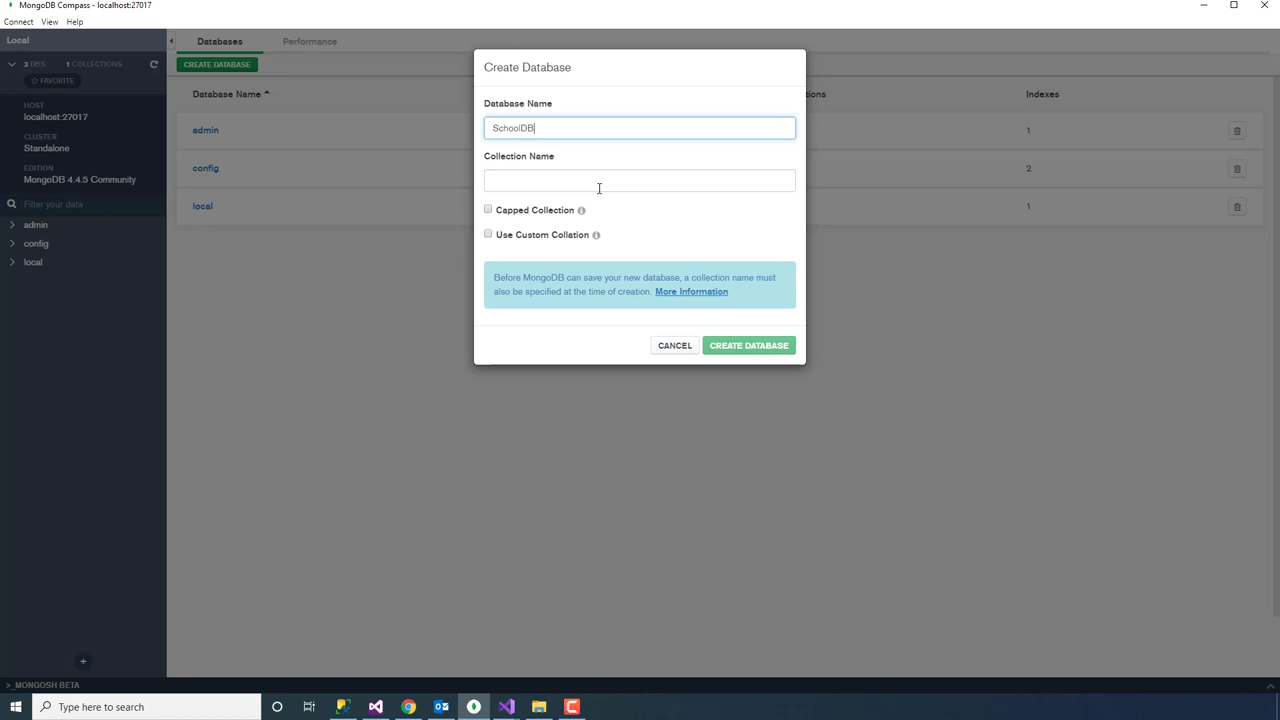 MongoDB Compass - localhost:27017
Connect View Help
Local
3 DBS 1 COLLECTIONS
FAVORITE
HOST
localhost:27017
CLUSTER
Standalone
EDITION
MongoDB 4.4.5 Community
Filter your data
admin
config
local
>_MONGOSH BETA
Databases Performance
CREATE DATABASE
Database Name Indexes
admin 1
config 2
local 1
Create Database
Database Name
SchoolDB
Collection Name
Capped Collection
Use Custom Collation
Before MongoDB can save your new database, a collection name must
also be specified at the time of creation. More Information
CANCEL CREATE DATABASE
Type here to search